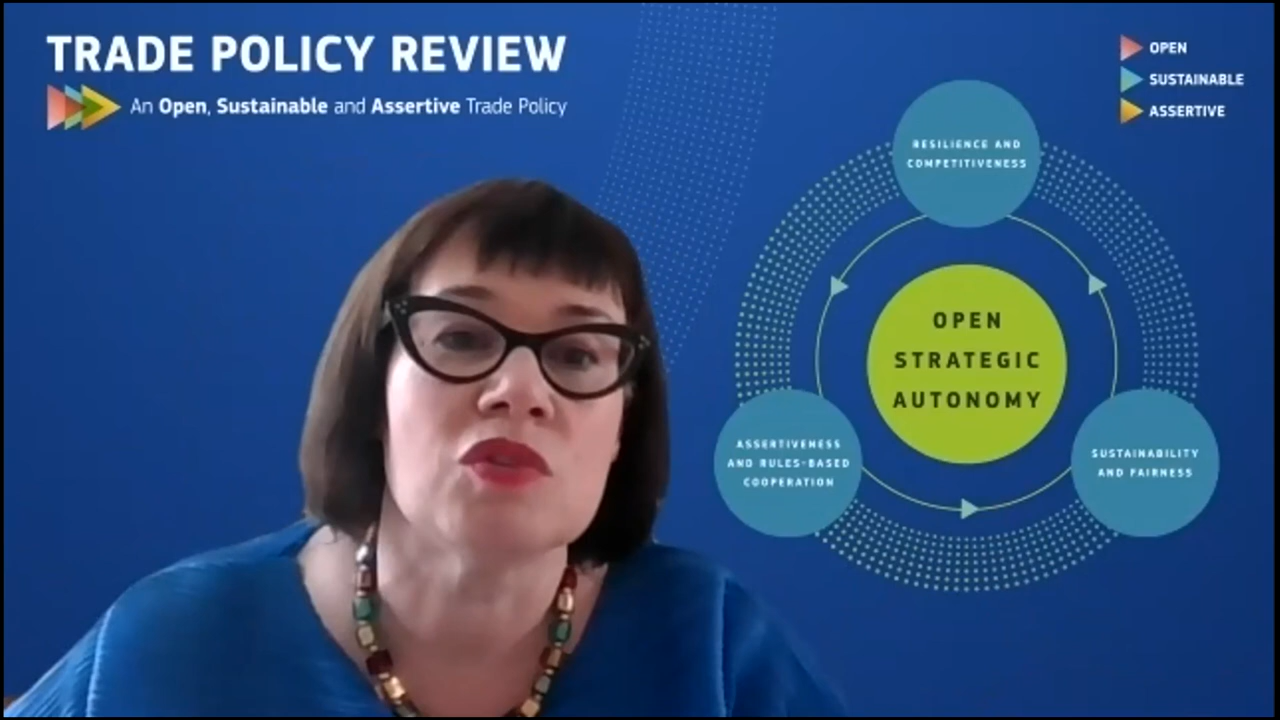 TRADE POLICY REVIEW
An Open, Sustainable and Assertive Trade Policy
OPEN
SUSTAINABLE
ASSERTIVE
RESILIENCE AND
COMPETITIVENESS
OPEN
STRATEGIC
AUTONOMY
ASSERTIVENESS
AND RULES-BASED
COOPERATION
SUSTAINABILITY
AND FAIRNESS